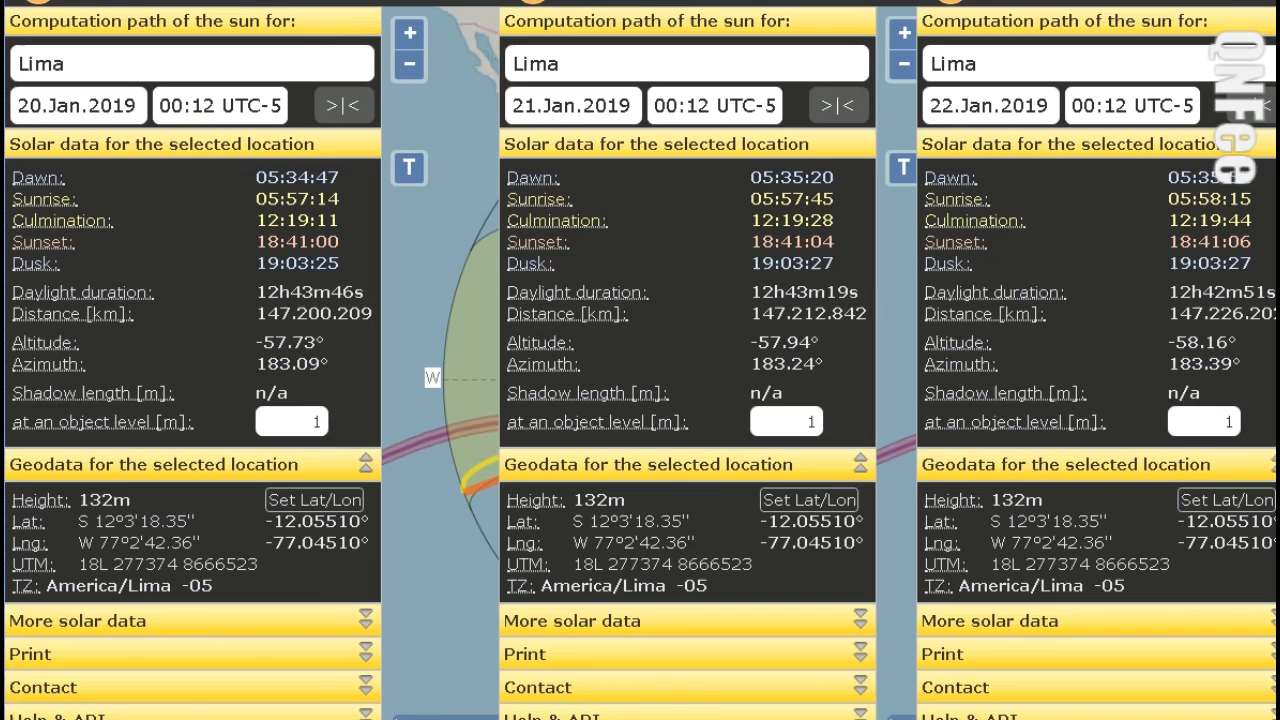 Computation path of the sun for:
Lima
20.Jan.2019 00:12 UTC-5 >|<
Solar data for the selected location
Dawn: 05:34:47
Sunrise: 05:57:14
Culmination: 12:19:11
Sunset: 18:41:00
Dusk: 19:03:25
Daylight duration: 12h43m46s
Distance [km]: 147.200.209
Altitude: -57.73°
Azimuth: 183.09°
Shadow length [m]: n/a
at an object level [m]: 1
Geodata for the selected location
Height: 132m Set Lat/Lon
Lat: S 12°3'18.35'' -12.05510°
Lng: W 77°2'42.36'' -77.04510°
UTM: 18L 277374 8666523
TZ: America/Lima -05
More solar data
Print
Contact
Help & API
+
−
T
W
Computation path of the sun for:
Lima
21.Jan.2019 00:12 UTC-5 >|<
Solar data for the selected location
Dawn: 05:35:20
Sunrise: 05:57:45
Culmination: 12:19:28
Sunset: 18:41:04
Dusk: 19:03:27
Daylight duration: 12h43m19s
Distance [km]: 147.212.842
Altitude: -57.94°
Azimuth: 183.24°
Shadow length [m]: n/a
at an object level [m]: 1
Geodata for the selected location
Height: 132m Set Lat/Lon
Lat: S 12°3'18.35'' -12.05510°
Lng: W 77°2'42.36'' -77.04510°
UTM: 18L 277374 8666523
TZ: America/Lima -05
More solar data
Print
Contact
Help & API
+
−
T
Computation path of the sun for:
Lima
22.Jan.2019 00:12 UTC-5
Solar data for the selected location
Dawn: 05:35
Sunrise: 05:58:15
Culmination: 12:19:44
Sunset: 18:41:06
Dusk: 19:03:27
Daylight duration: 12h42m51s
Distance [km]: 147.226.20
Altitude: -58.16°
Azimuth: 183.39°
Shadow length [m]: n/a
at an object level [m]: 1
Geodata for the selected location
Height: 132m Set Lat/Lon
Lat: S 12°3'18.35'' -12.05510°
Lng: W 77°2'42.36'' -77.04510°
UTM: 18L 277374 8666523
TZ: America/Lima -05
More solar data
Print
Contact
Help & API
QNFee